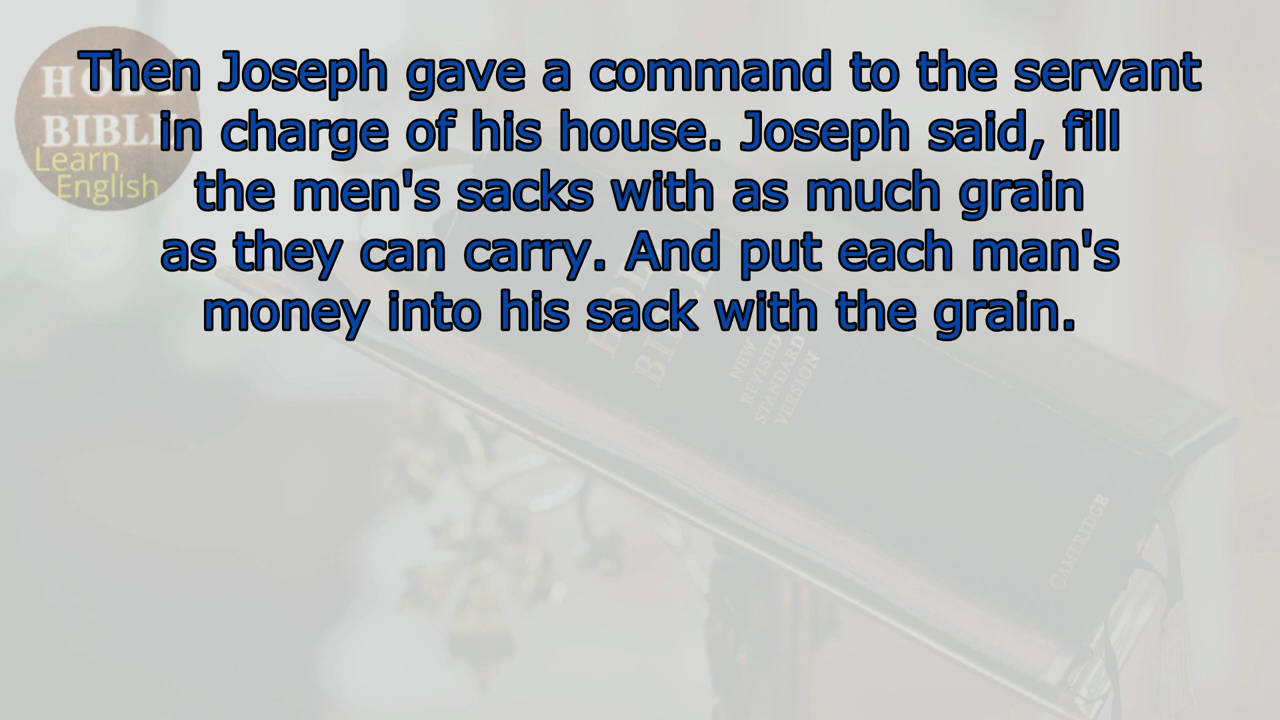 HOLY
BIBLE
Learn
English
Then Joseph gave a command to the servant
in charge of his house. Joseph said, fill
the men's sacks with as much grain
as they can carry. And put each man's
money into his sack with the grain.
HOLY
BIBLE
NEW
REVISED
STANDARD
VERSION
CAMBRIDGE